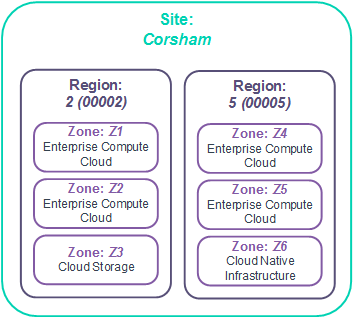 Site:
Corsham
Region:
2 (00002)
Zone: Z1
Enterprise Compute
Cloud
Zone: Z2
Enterprise Compute
Cloud
Zone: Z3
Cloud Storage
Region:
5 (00005)
Zone: Z4
Enterprise Compute
Cloud
Zone: Z5
Enterprise Compute
Cloud
Zone: Z6
Cloud Native
Infrastructure